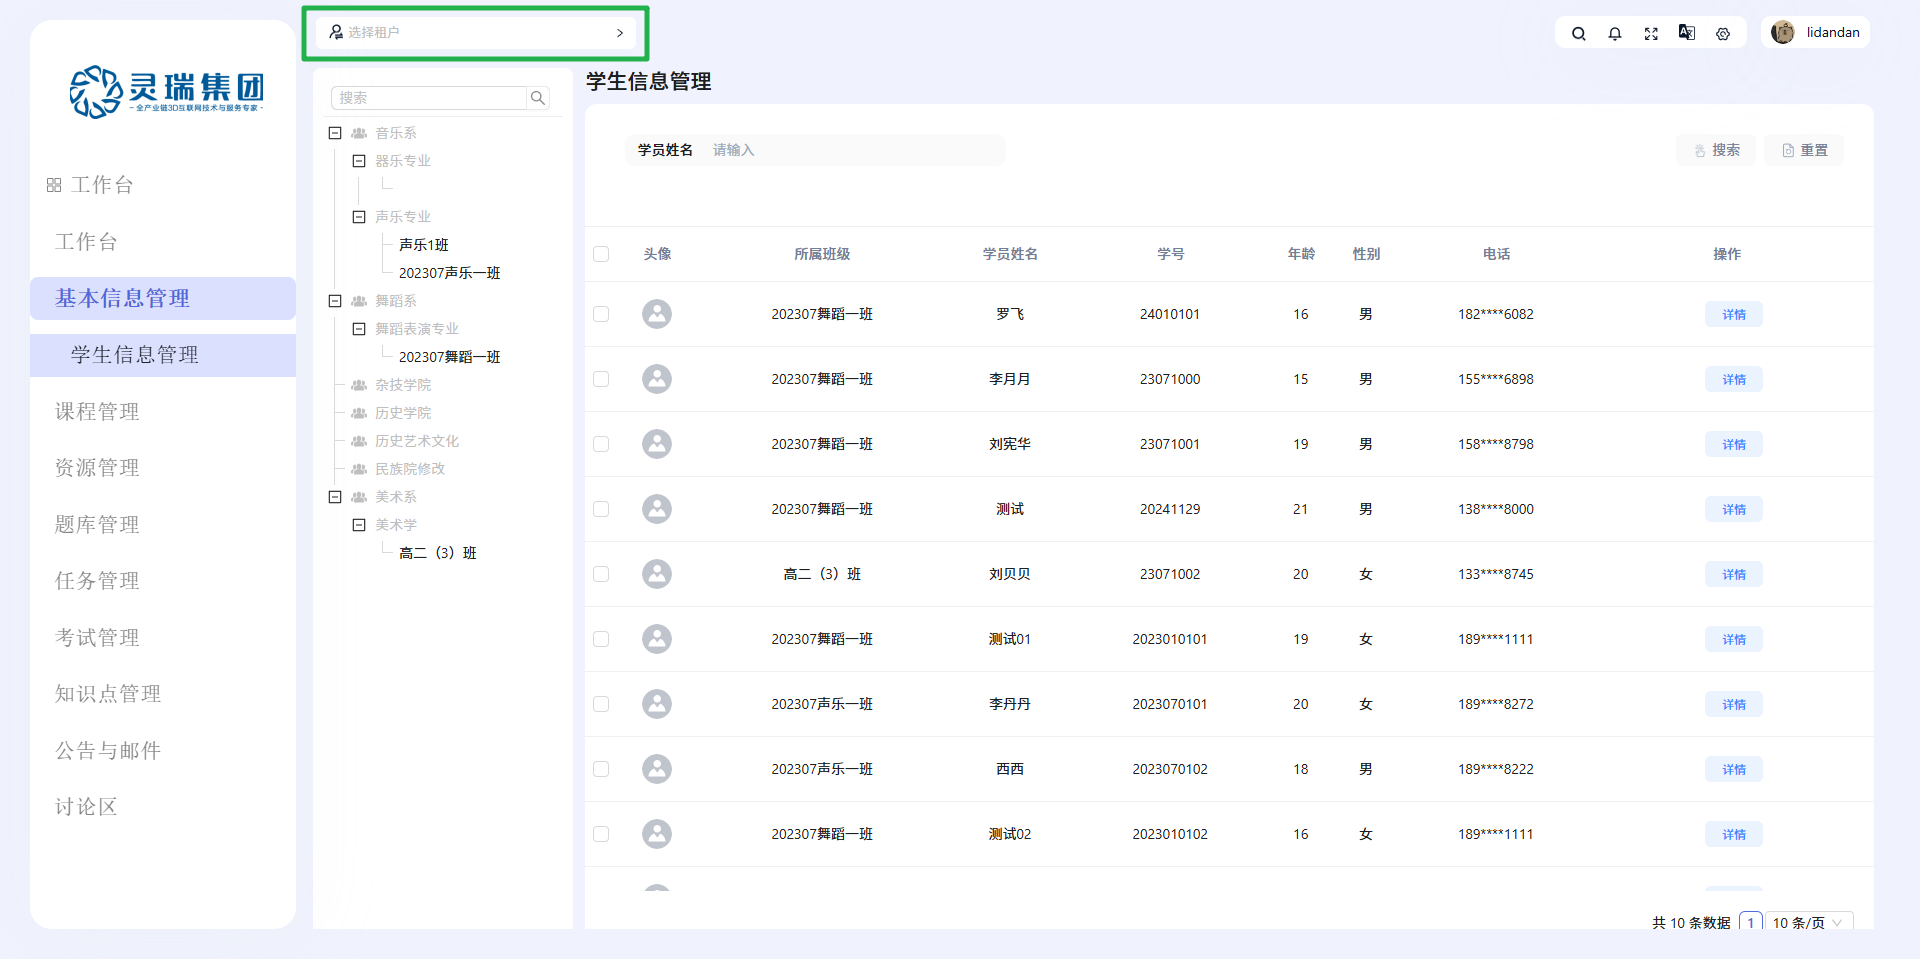 选择租户
lidandan
灵瑞集团
-全产业链3D互联网技术与服务专家-
工作台
工作台
基本信息管理
学生信息管理
课程管理
资源管理
题库管理
任务管理
考试管理
知识点管理
公告与邮件
讨论区
搜索
音乐系
器乐专业
声乐专业
声乐1班
202307声乐一班
舞蹈系
舞蹈表演专业
202307舞蹈一班
杂技学院
历史学院
历史艺术文化
民族院修改
美术系
美术学
高二（3）班
学生信息管理
学员姓名 请输入 搜索 重置
头像 所属班级 学员姓名 学号 年龄 性别 电话 操作
202307舞蹈一班 罗飞 24010101 16 男 182****6082 详情
202307舞蹈一班 李月月 23071000 15 男 155****6898 详情
202307舞蹈一班 刘宪华 23071001 19 男 158****8798 详情
202307舞蹈一班 测试 20241129 21 男 138****8000 详情
高二（3）班 刘贝贝 23071002 20 女 133****8745 详情
202307舞蹈一班 测试01 2023010101 19 女 189****1111 详情
202307声乐一班 李丹丹 2023070101 20 女 189****8272 详情
202307声乐一班 西西 2023070102 18 男 189****8222 详情
202307舞蹈一班 测试02 2023010102 16 女 189****1111 详情
共 10 条数据 1 10 条/页